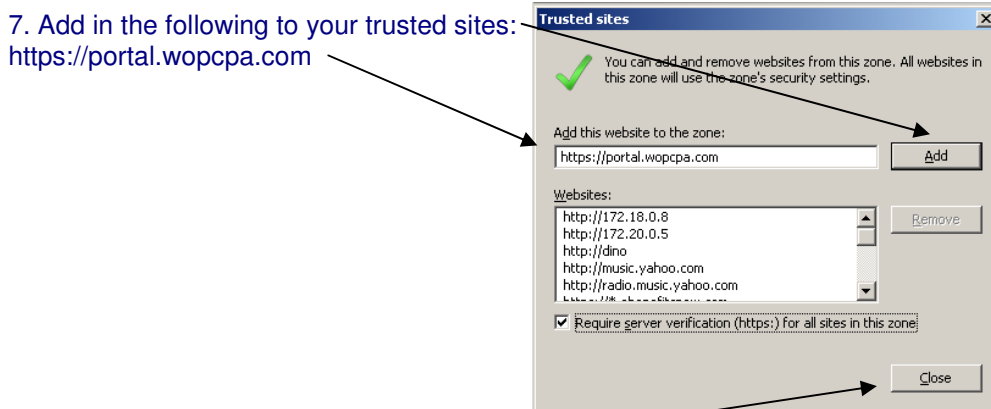 7. Add in the following to your trusted sites:
https://portal.wopcpa.com
Trusted sites
You can add and remove websites from this zone. All websites in
this zone will use the zone's security settings.
Add this website to the zone:
https://portal.wopcpa.com
Add
Websites:
http://172.18.0.8
http://172.20.0.5
http://dino
http://music.yahoo.com
http://radio.music.yahoo.com
Remove
Require server verification (https:) for all sites in this zone
Close